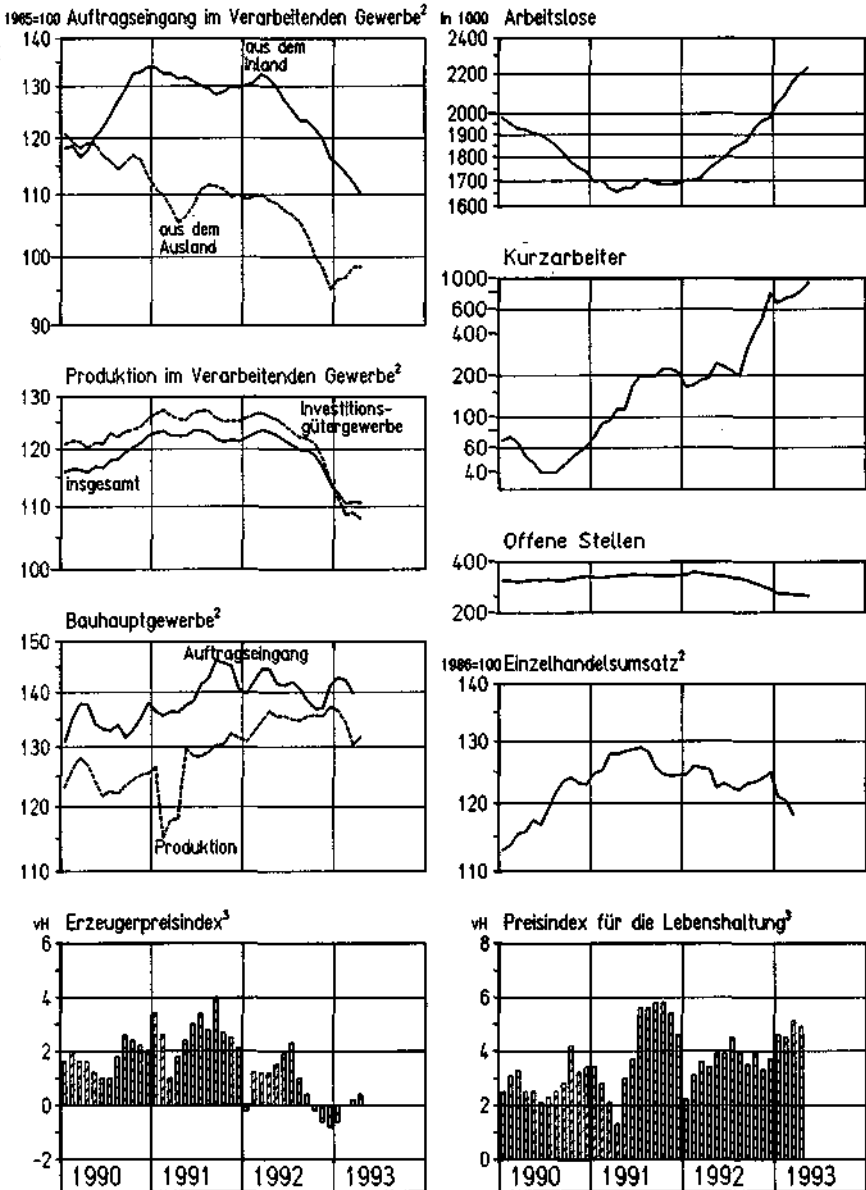 1985=100 Auftragseingang im Verarbeitenden Gewerbe²
140
130
120
110
100
90
aus dem
Inland
aus dem
Ausland
Produktion im Verarbeitenden Gewerbe²
130
120
110
100
Investitions-
gütergewerbe
insgesamt
Bauhauptgewerbe²
150
140
130
120
110
Auftragseingang
Produktion
vH Erzeugerpreisindex³
6
4
2
0
-2
1990 1991 1992 1993
in 1000 Arbeitslose
2400
2200
2000
1900
1800
1700
1600
Kurzarbeiter
1000
600
400
200
100
60
40
Offene Stellen
400
200
1986=100 Einzelhandelsumsatz²
140
130
120
110
vH Preisindex für die Lebenshaltung³
8
6
4
2
0
1990 1991 1992 1993